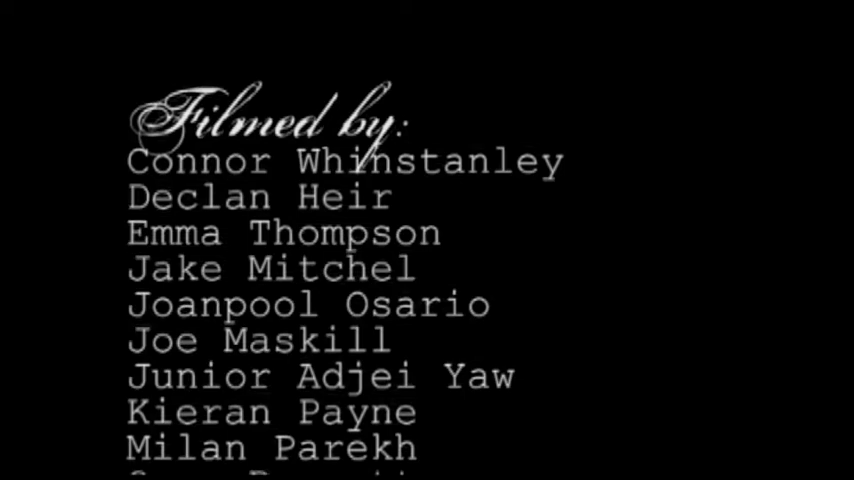 Filmed by:
Connor Whinstanley
Declan Heir
Emma Thompson
Jake Mitchel
Joanpool Osario
Joe Maskill
Junior Adjei Yaw
Kieran Payne
Milan Parekh